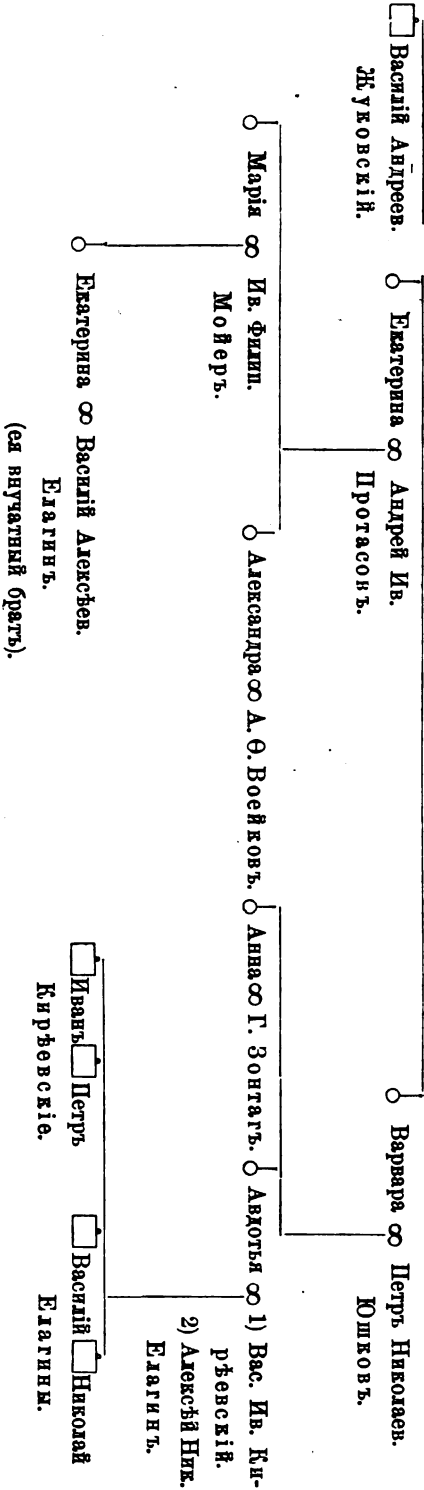 Василій Андреев.
Жуковскій.
Екатерина ∞ Андрей Ив.
Протасовъ.
Варвара ∞ Петръ Николаев.
Юшковъ.
Марія ∞ Ив. Филип.
Мойеръ.
Александра ∞ А. Ѳ. Воейковъ.
Анна ∞ Г. Зонтагъ.
Авдотья ∞ 1) Вас. Ив. Ки-
рѣевскій.
2) Алексѣй Ник.
Елагинъ.
Екатерина ∞ Василій Алексѣев.
Елагинъ.
(ея внучатный братъ).
Иванъ Петръ
Кирѣевскіе.
Василій Николай
Елагины.